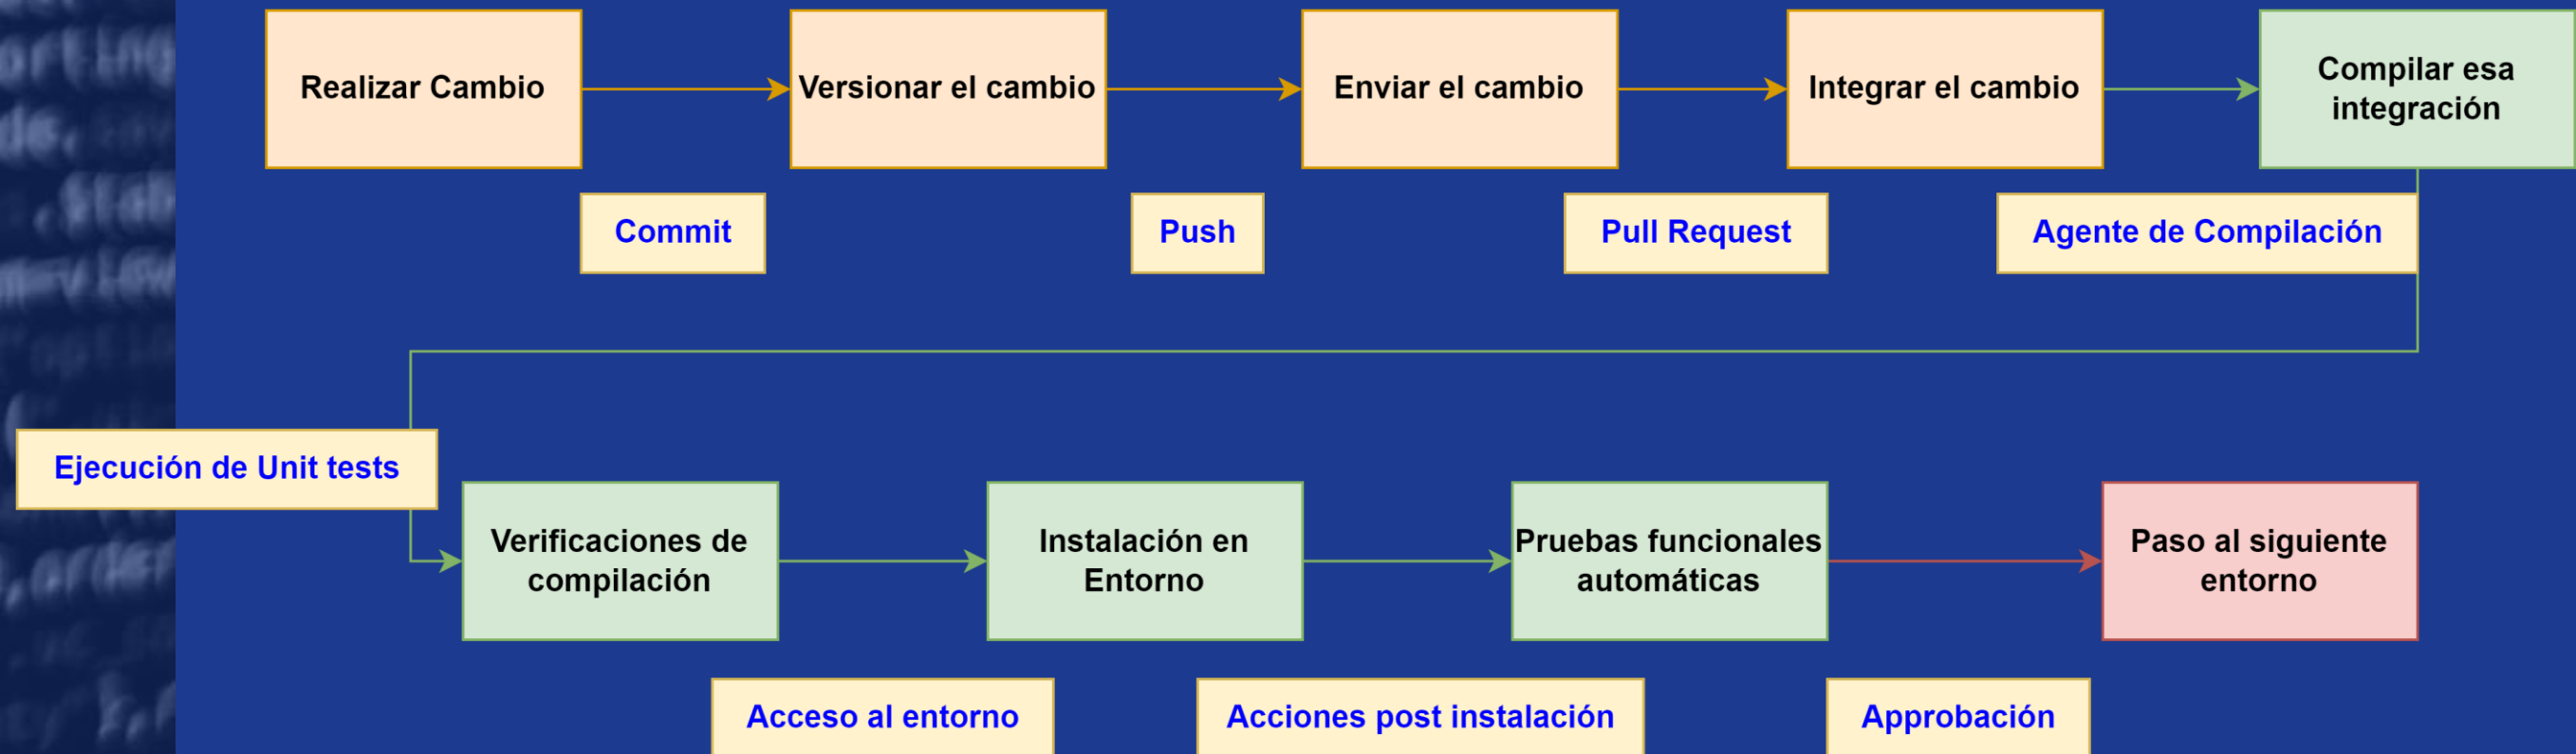 Realizar Cambio
Versionar el cambio
Enviar el cambio
Integrar el cambio
Compilar esa
integración
Commit
Push
Pull Request
Agente de Compilación
Ejecución de Unit tests
Verificaciones de
compilación
Instalación en
Entorno
Pruebas funcionales
automáticas
Paso al siguiente
entorno
Acceso al entorno
Acciones post instalación
Approbación